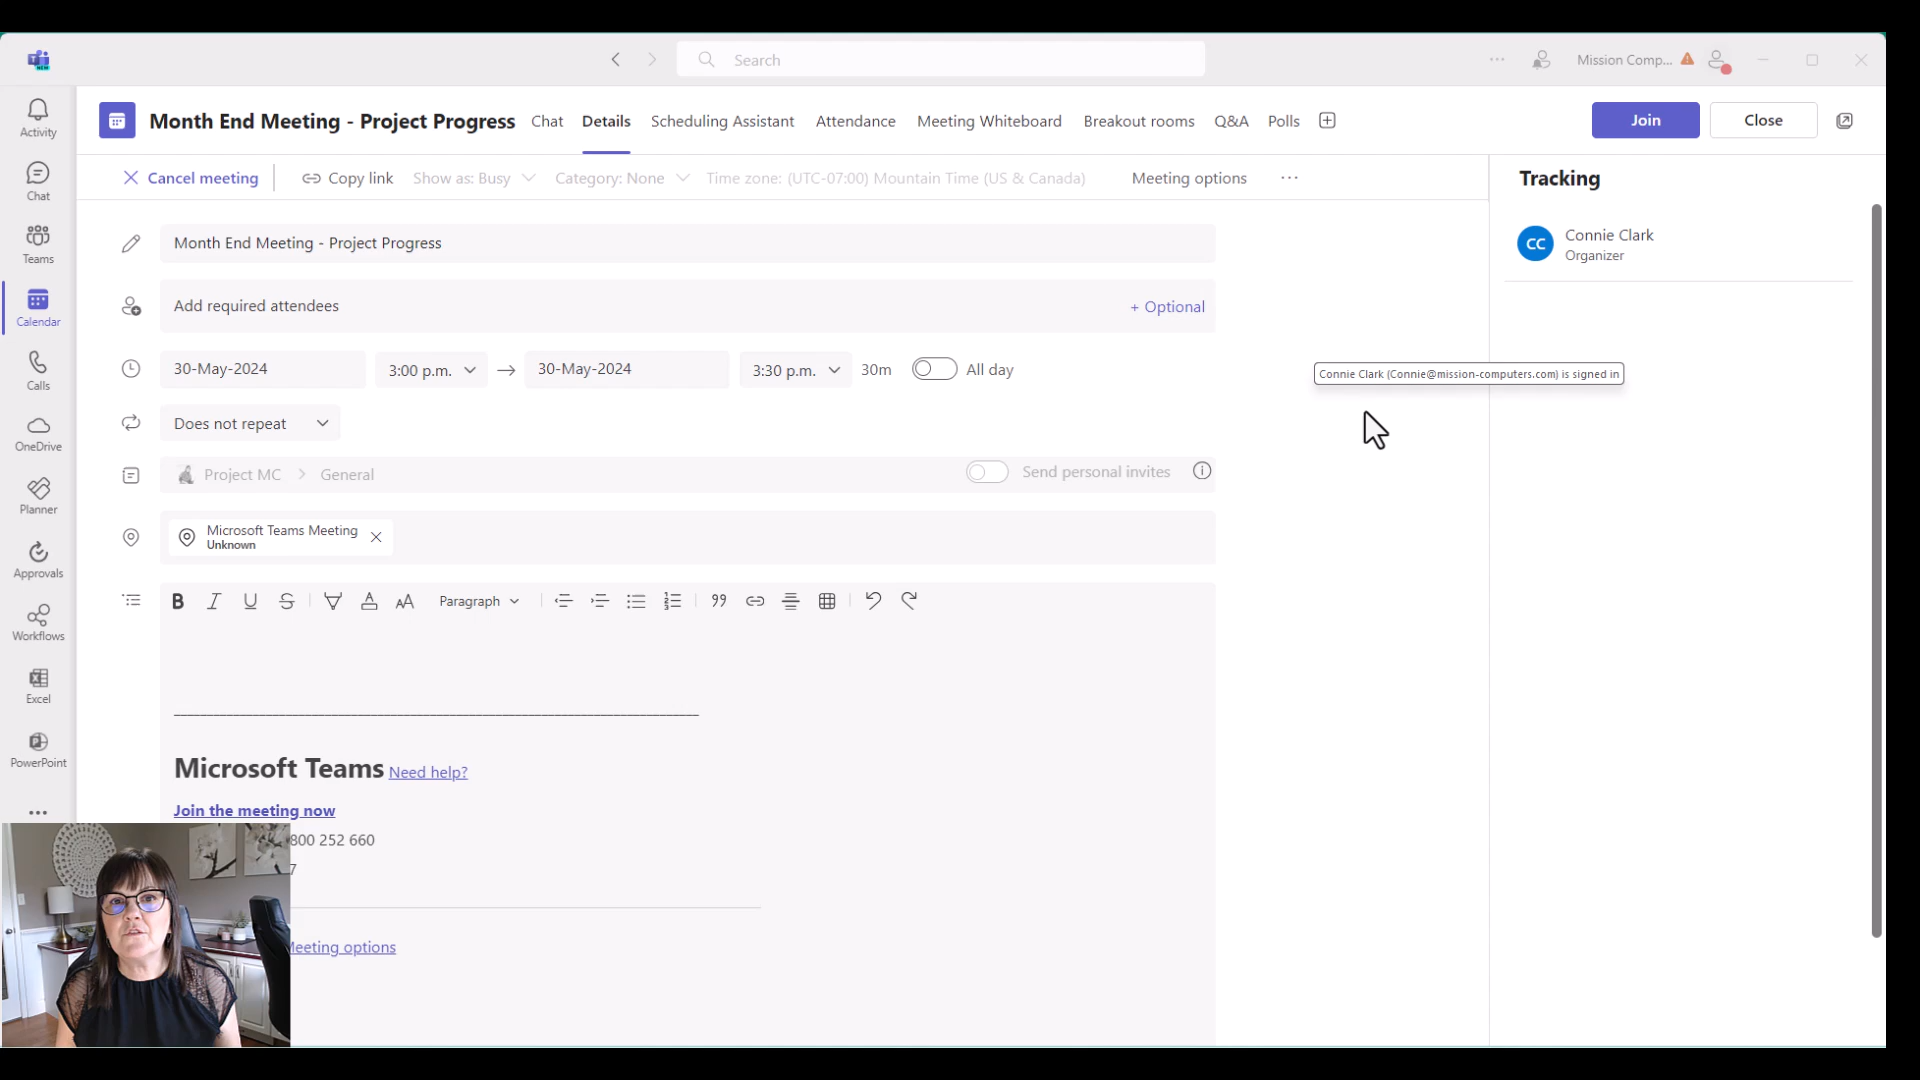 Search
Mission Comp...
Month End Meeting - Project Progress
Chat
Details
Scheduling Assistant
Attendance
Meeting Whiteboard
Breakout rooms
Q&A
Polls
Join
Close
Activity
Chat
Teams
Calendar
Calls
OneDrive
Planner
Approvals
Workflows
Excel
PowerPoint
Cancel meeting
Copy link
Show as: Busy
Category: None
Time zone: (UTC-07:00) Mountain Time (US & Canada)
Meeting options
Month End Meeting - Project Progress
Add required attendees
+ Optional
30-May-2024
3:00 p.m.
30-May-2024
3:30 p.m.
30m
All day
Does not repeat
Project MC > General
Send personal invites
Microsoft Teams Meeting
Unknown
Paragraph
Microsoft Teams Need help?
Join the meeting now
800 252 660
7
Meeting options
Tracking
CC
Connie Clark
Organizer
Connie Clark (Connie@mission-computers.com) is signed in